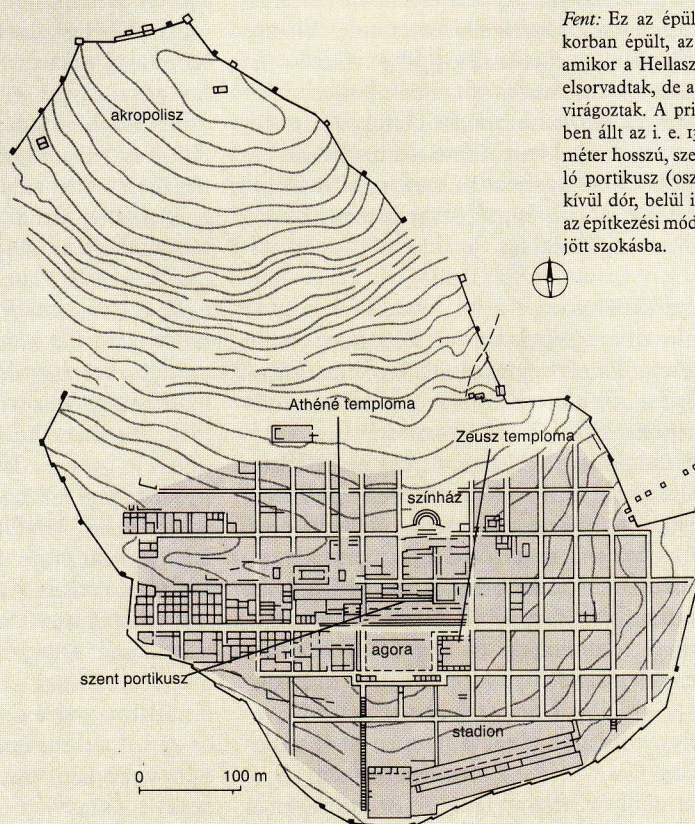 Fent: Ez az épül
korban épült, az
amikor a Hellasz
elsorvadtak, de a
virágoztak. A pri
ben állt az i. e. 13
méter hosszú, sze
ló portikusz (osz
kívül dór, belül i
az építkezési mód
jött szokásba.
akropolisz
Athéné temploma
Zeusz temploma
színház
agora
szent portikusz
stadion
0 100 m